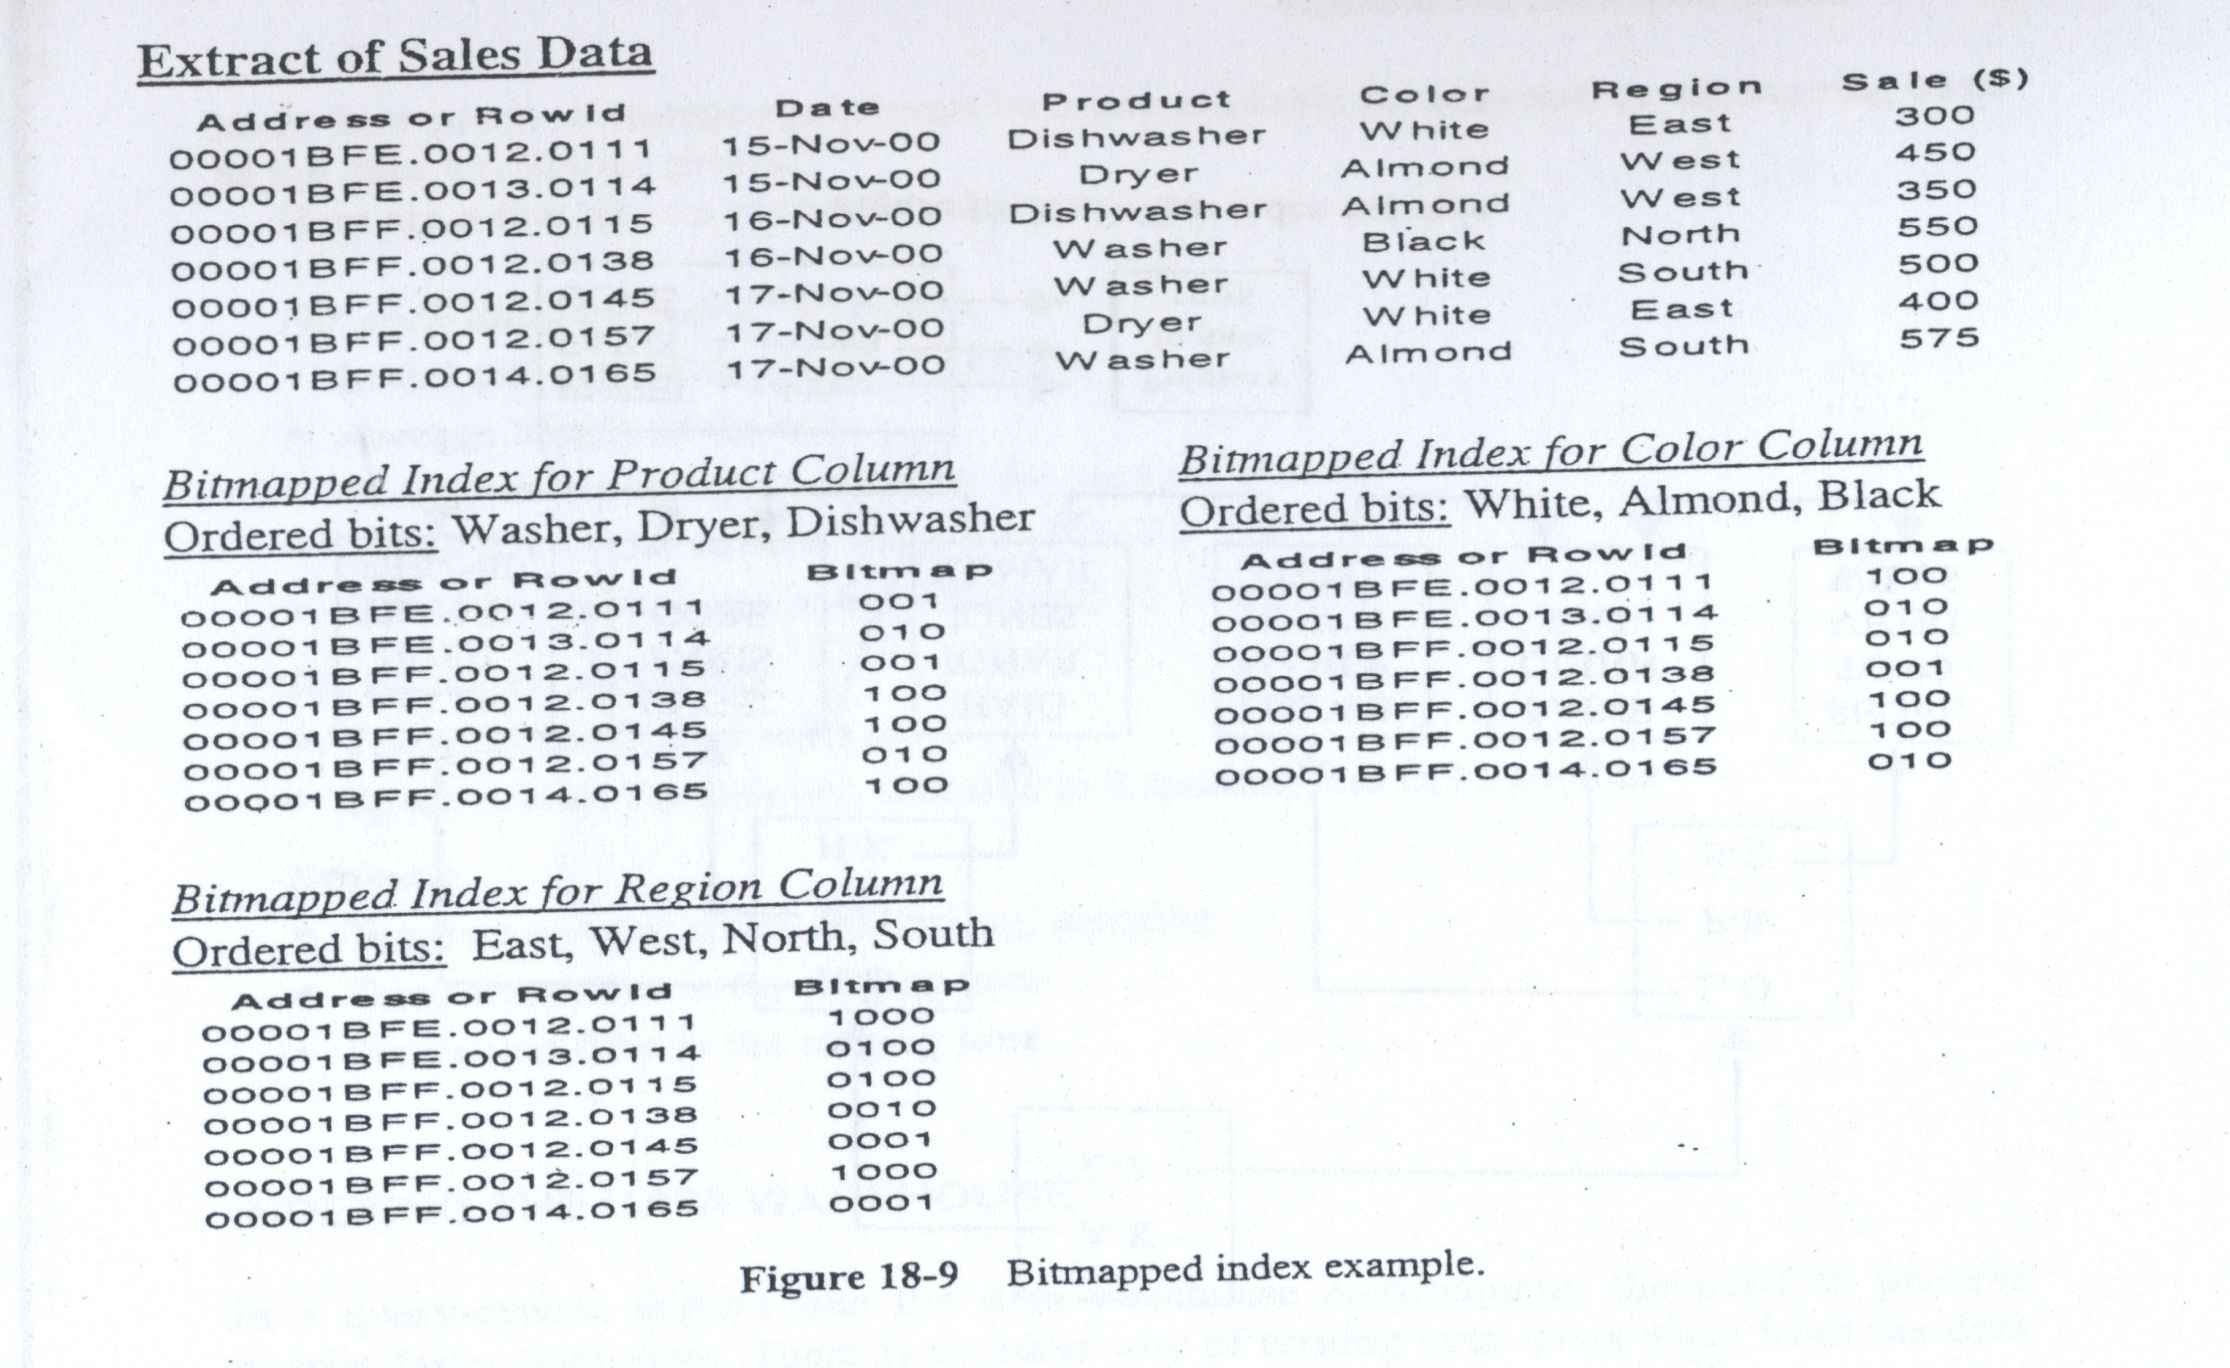 Extract of Sales Data
Address or RowId Date Product Color Region Sale ($)
00001BFE.0012.0111 15-Nov-00 Dishwasher White East 300
00001BFE.0013.0114 15-Nov-00 Dryer Almond West 450
00001BFF.0012.0115 16-Nov-00 Dishwasher Almond West 350
00001BFF.0012.0138 16-Nov-00 Washer Black North 550
00001BFF.0012.0145 17-Nov-00 Washer White South 500
00001BFF.0012.0157 17-Nov-00 Dryer White East 400
00001BFF.0014.0165 17-Nov-00 Washer Almond South 575
Bitmapped Index for Product Column
Ordered bits: Washer, Dryer, Dishwasher
Address or RowId Bitmap
00001BFE.0012.0111 001
00001BFE.0013.0114 010
00001BFF.0012.0115 001
00001BFF.0012.0138 100
00001BFF.0012.0145 100
00001BFF.0012.0157 010
00001BFF.0014.0165 100
Bitmapped Index for Color Column
Ordered bits: White, Almond, Black
Address or RowId Bitmap
00001BFE.0012.0111 100
00001BFE.0013.0114 010
00001BFF.0012.0115 010
00001BFF.0012.0138 001
00001BFF.0012.0145 100
00001BFF.0012.0157 100
00001BFF.0014.0165 010
Bitmapped Index for Region Column
Ordered bits: East, West, North, South
Address or RowId Bitmap
00001BFE.0012.0111 1000
00001BFE.0013.0114 0100
00001BFF.0012.0115 0100
00001BFF.0012.0138 0010
00001BFF.0012.0145 0001
00001BFF.0012.0157 1000
00001BFF.0014.0165 0001
Figure 18-9 Bitmapped index example.